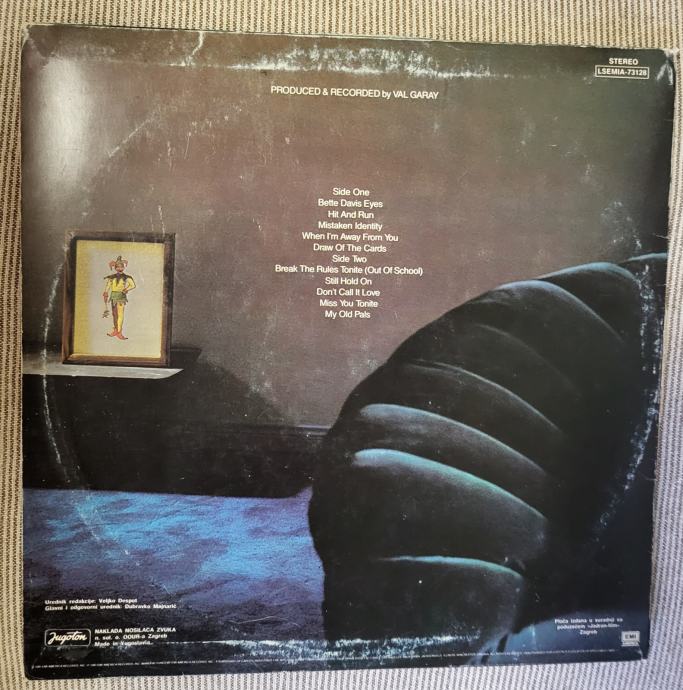 STEREO
LSEMIA-73128
PRODUCED & RECORDED by VAL GARAY
Side One
Bette Davis Eyes
Hit And Run
Mistaken Identity
When I'm Away From You
Draw Of The Cards
Side Two
Break The Rules Tonite (Out Of School)
Still Hold On
Don't Call It Love
Miss You Tonite
My Old Pals
Urednik redakcije: Veljko Despot
Glavni i odgovorni urednik: Dubravko Majnarić
Jugoton
NAKLADA NOSILACA ZVUKA
n. sol. o. OOUR-a Zagreb
Made in Yugoslavia
Ploča izdana u suradnji sa
poduzećem »Jadran-film«
Zagreb
EMI